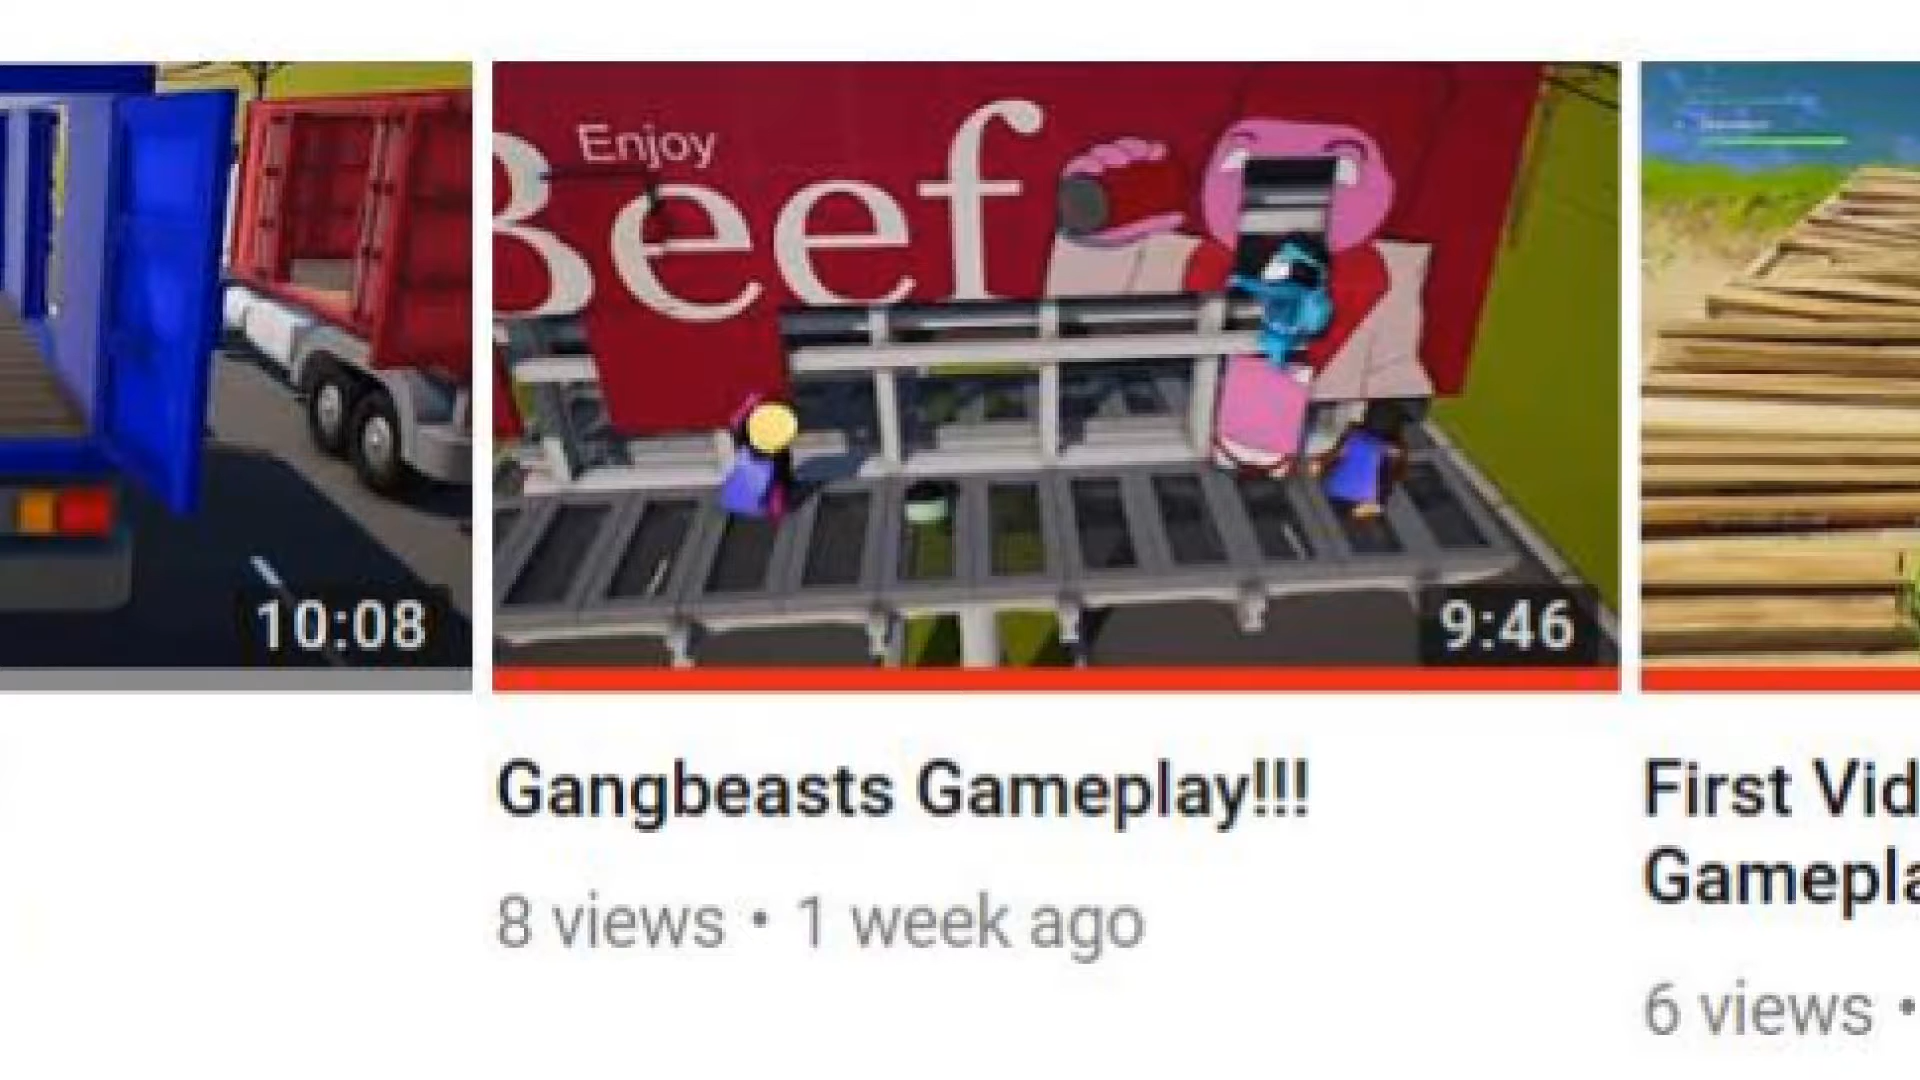 Enjoy
Beef
10:08
9:46
Gangbeasts Gameplay!!!
8 views • 1 week ago
First Vid
Gamepla
6 views •